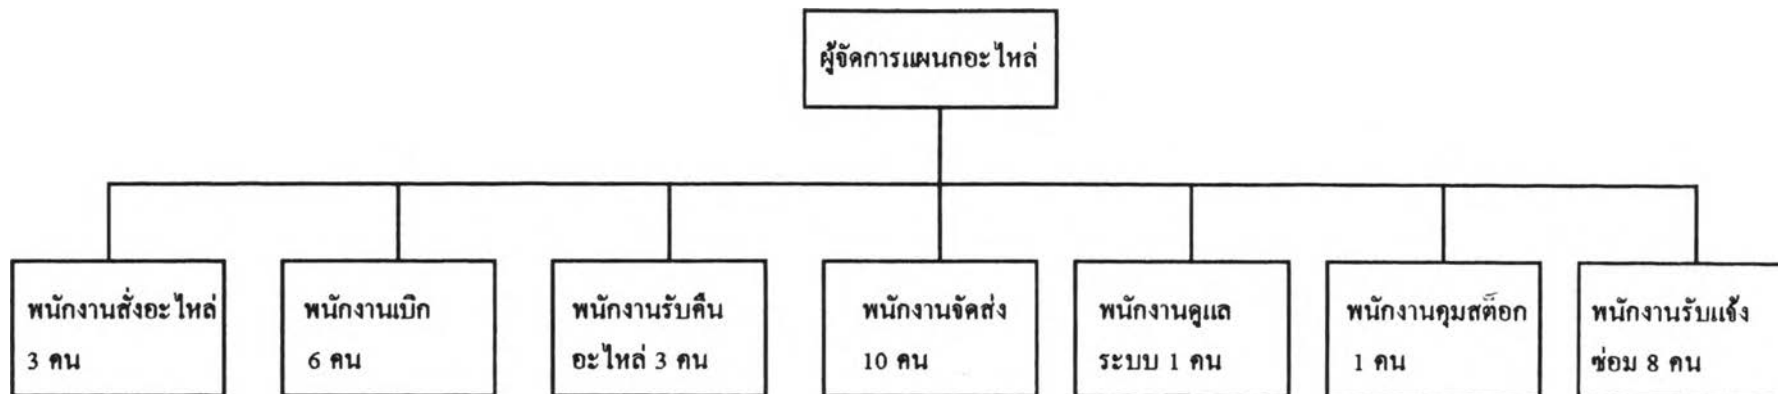 ผู้จัดการแผนกอะไหล่
พนักงานสั่งอะไหล่
3 คน
พนักงานเบิก
6 คน
พนักงานรับคืน
อะไหล่ 3 คน
พนักงานจัดส่ง
10 คน
พนักงานดูแล
ระบบ 1 คน
พนักงานคุมสต็อก
1 คน
พนักงานรับแจ้ง
ซ่อม 8 คน